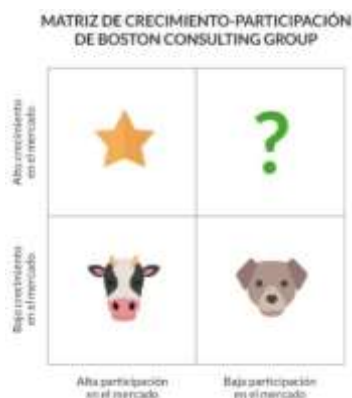 MATRIZ DE CRECIMIENTO-PARTICIPACIÓN
DE BOSTON CONSULTING GROUP
Alto crecimiento
en el mercado
?
Bajo crecimiento
en el mercado
Alta participación
en el mercado
Baja participación
en el mercado